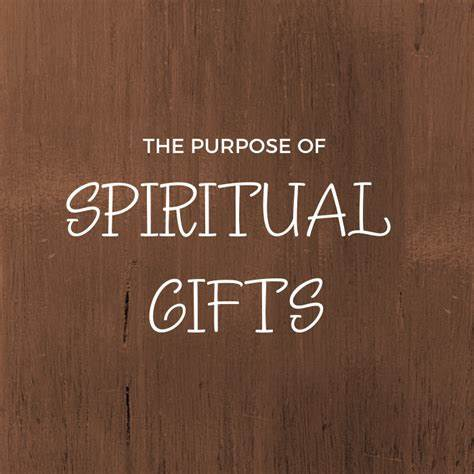 THE PURPOSE OF
SPIRITUAL
GIFTS